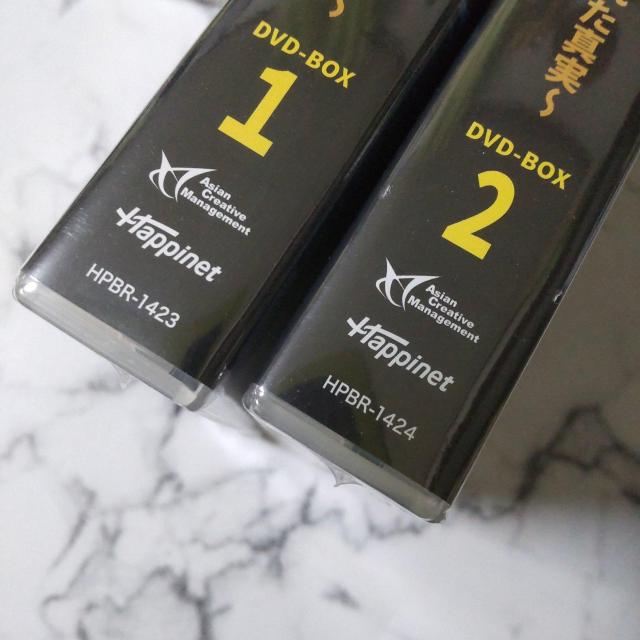 ～
DVD-BOX
1
Asian
Creative
Management
Happinet
HPBR-1423
た真実～
DVD-BOX
2
Asian
Creative
Management
Happinet
HPBR-1424